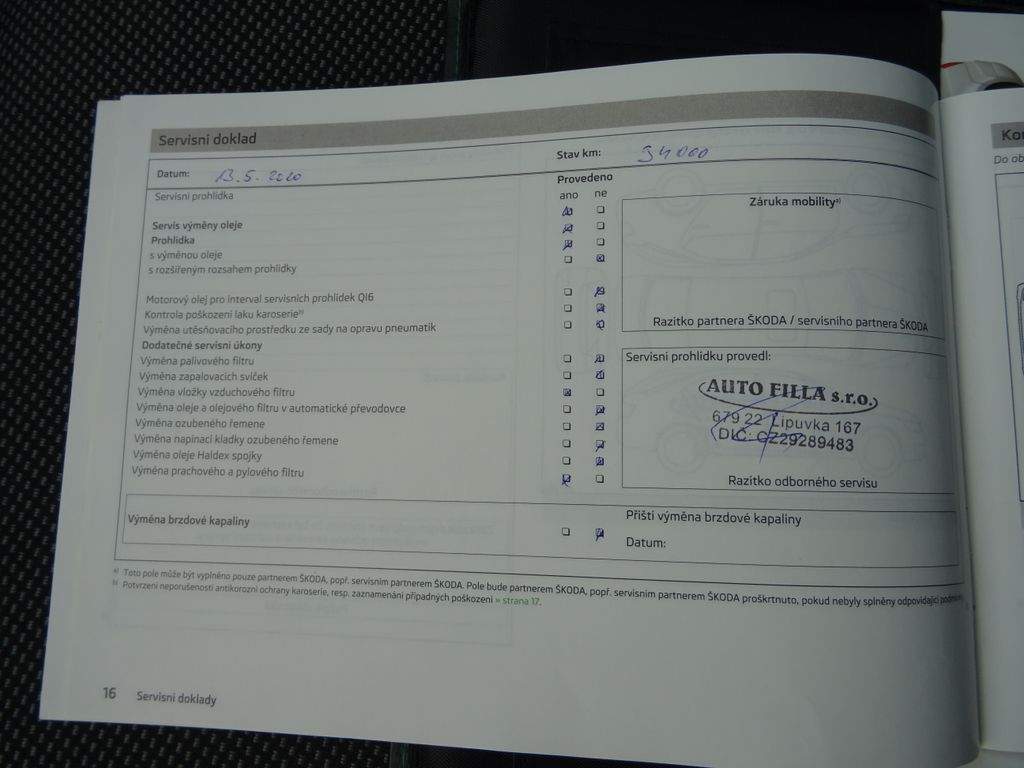 Servisní doklad
Datum: 13.5.2020
Stav km: 34000
Servisní prohlídka
Provedeno
ano ne
Servis výměny oleje
Prohlídka
s výměnou oleje
s rozšířeným rozsahem prohlídky
Motorový olej pro interval servisních prohlídek QI6
Kontrola poškození laku karoserie b)
Výměna utěsňovacího prostředku ze sady na opravu pneumatik
Dodatečné servisní úkony
Výměna palivového filtru
Výměna zapalovacích svíček
Výměna vložky vzduchového filtru
Výměna oleje a olejového filtru v automatické převodovce
Výměna ozubeného řemene
Výměna napínací kladky ozubeného řemene
Výměna oleje Haldex spojky
Výměna prachového a pylového filtru
Záruka mobility a)
Razítko partnera ŠKODA / servisního partnera ŠKODA
Servisní prohlídku provedl:
AUTO FILLA s.r.o.
679 22 Lipuvka 167
DIČ: CZ29289483
Razítko odborného servisu
Výměna brzdové kapaliny
Příští výměna brzdové kapaliny
Datum:
a) Toto pole může být vyplněno pouze partnerem ŠKODA, popř. servisním partnerem ŠKODA. Pole bude partnerem ŠKODA, popř. servisním partnerem ŠKODA proškrtnuto, pokud nebyly splněny odpovídající
b) Potvrzení neporušenosti antikorozní ochrany karoserie, resp. zaznamenání případných poškození » strana 17.
16 Servisní doklady
Do ob